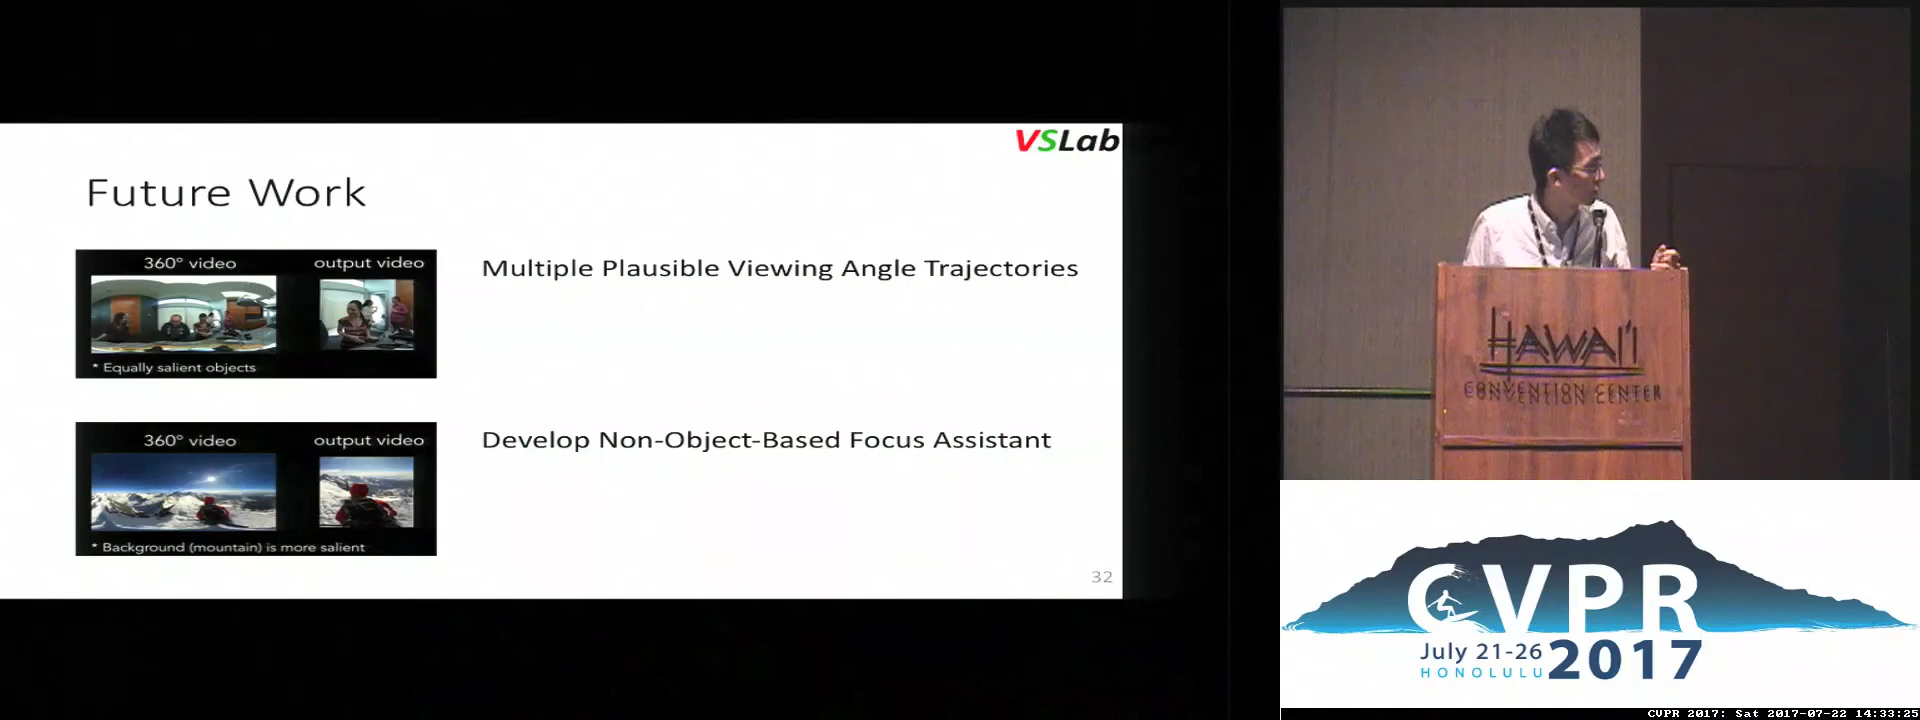 VSLab
Future Work
360° video
output video
* Equally salient objects
Multiple Plausible Viewing Angle Trajectories
360° video
output video
* Background (mountain) is more salient
Develop Non-Object-Based Focus Assistant
32
HAWAI'I
CONVENTION CENTER
CVPR
July 21-26
HONOLULU
2017
CVPR 2017: Sat 2017-07-22 14:33:25